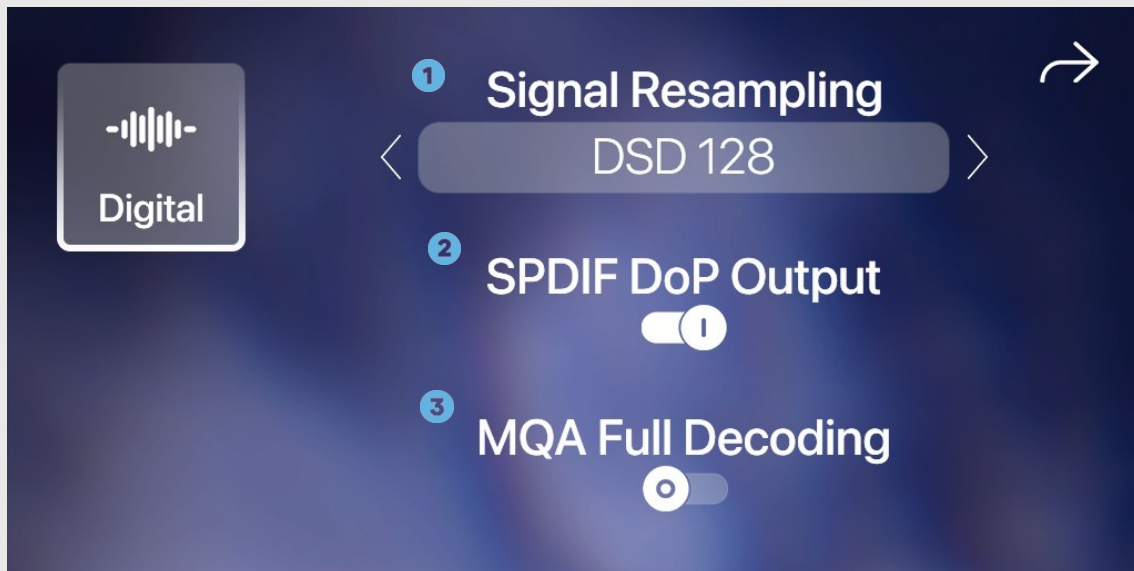 Digital
1
Signal Resampling
DSD 128
2
SPDIF DoP Output
3
MQA Full Decoding